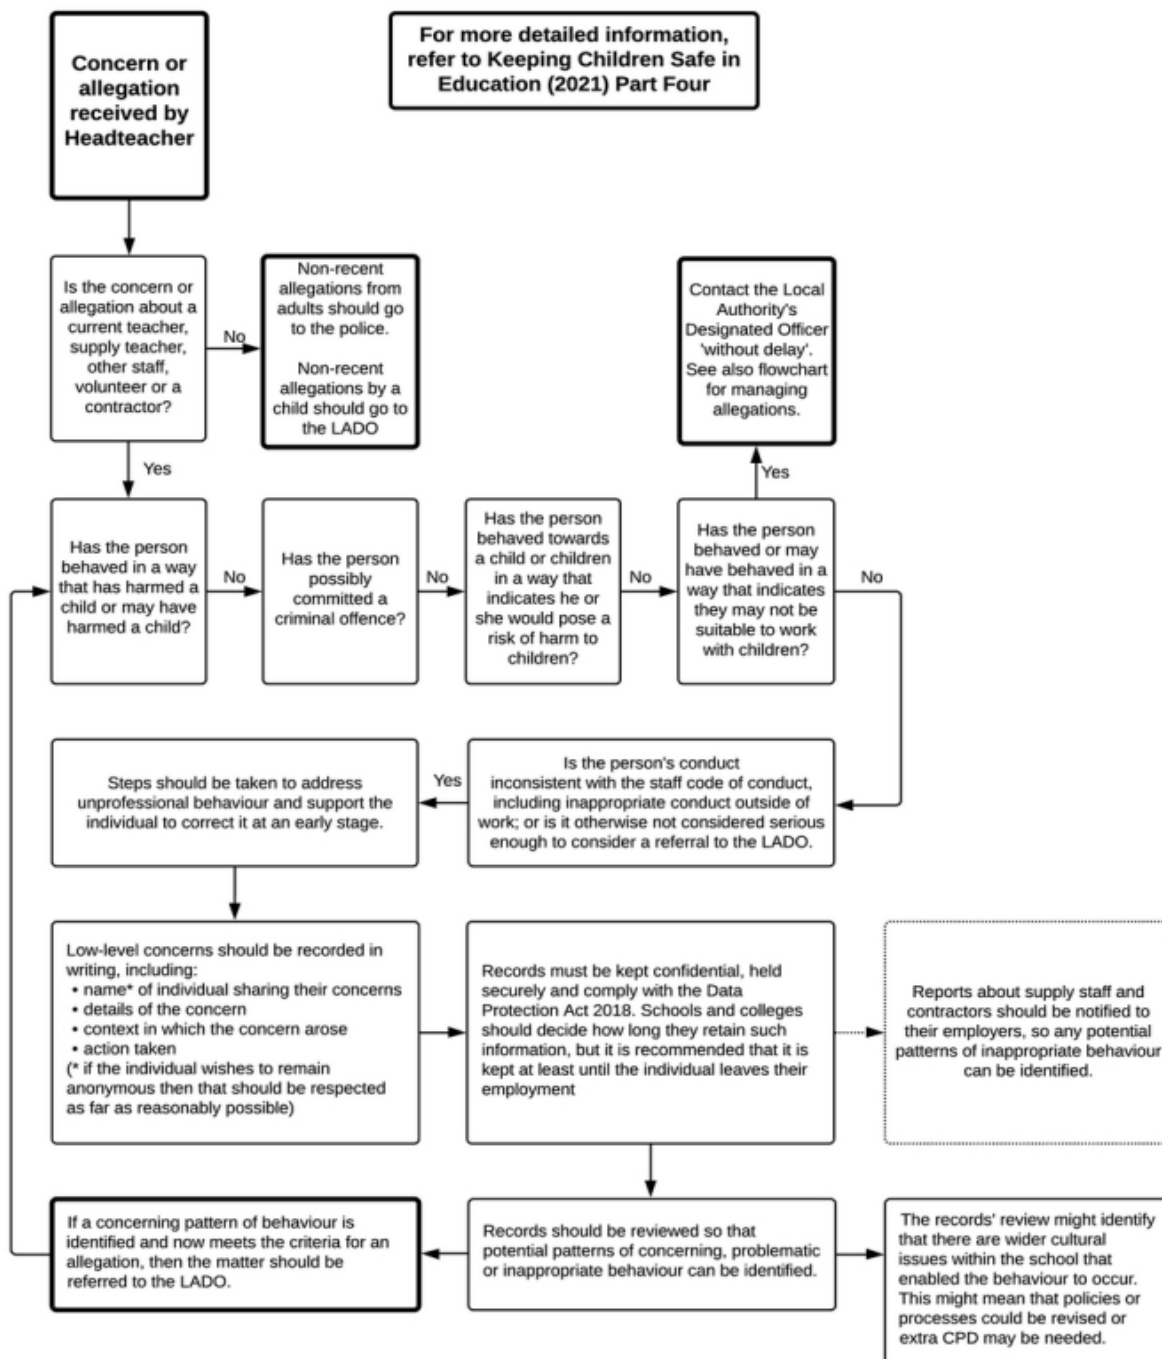 Concern or
allegation
received by
Headteacher
For more detailed information,
refer to Keeping Children Safe in
Education (2021) Part Four
Is the concern or
allegation about a
current teacher,
supply teacher,
other staff,
volunteer or a
contractor?
No
Non-recent
allegations from
adults should go
to the police.
Non-recent
allegations by a
child should go to
the LADO
Contact the Local
Authority's
Designated Officer
'without delay'.
See also flowchart
for managing
allegations.
Yes
Yes
Has the person
behaved in a way
that has harmed a
child or may have
harmed a child?
No
Has the person
possibly
committed a
criminal offence?
No
Has the person
behaved towards
a child or children
in a way that
indicates he or
she would pose a
risk of harm to
children?
No
Has the person
behaved or may
have behaved in a
way that indicates
they may not be
suitable to work
with children?
No
Steps should be taken to address
unprofessional behaviour and support the
individual to correct it at an early stage.
Yes
Is the person's conduct
inconsistent with the staff code of conduct,
including inappropriate conduct outside of
work; or is it otherwise not considered serious
enough to consider a referral to the LADO.
Low-level concerns should be recorded in
writing, including:
• name* of individual sharing their concerns
• details of the concern
• context in which the concern arose
• action taken
(* if the individual wishes to remain
anonymous then that should be respected
as far as reasonably possible)
Records must be kept confidential, held
securely and comply with the Data
Protection Act 2018. Schools and colleges
should decide how long they retain such
information, but it is recommended that it is
kept at least until the individual leaves their
employment
Reports about supply staff and
contractors should be notified to
their employers, so any potential
patterns of inappropriate behaviour
can be identified.
If a concerning pattern of behaviour is
identified and now meets the criteria for an
allegation, then the matter should be
referred to the LADO.
Records should be reviewed so that
potential patterns of concerning, problematic
or inappropriate behaviour can be identified.
The records' review might identify
that there are wider cultural
issues within the school that
enabled the behaviour to occur.
This might mean that policies or
processes could be revised or
extra CPD may be needed.